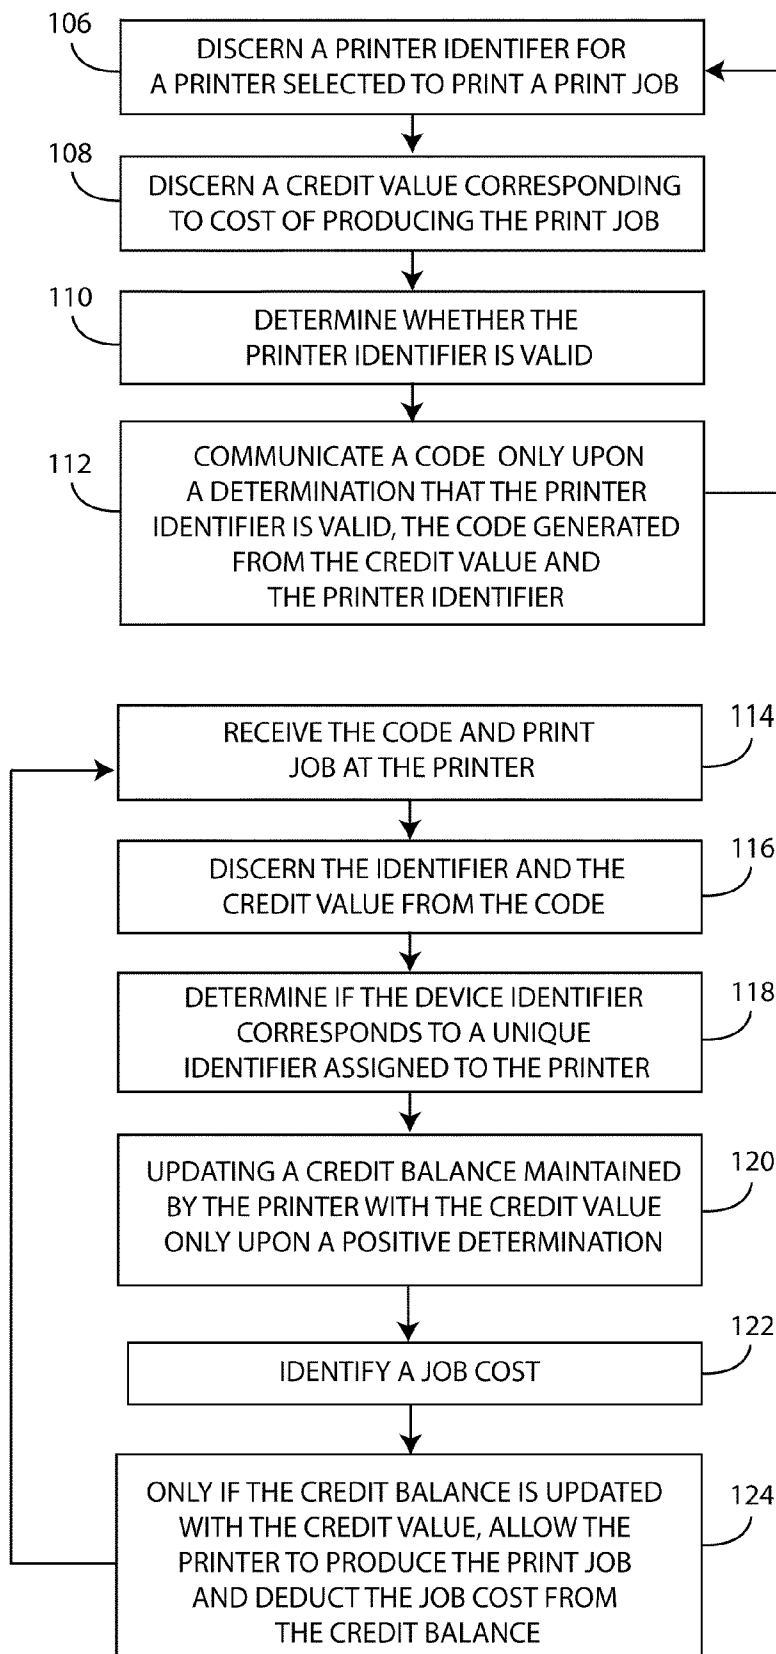 106
DISCERN A PRINTER IDENTIFER FOR
A PRINTER SELECTED TO PRINT A PRINT JOB
108
DISCERN A CREDIT VALUE CORRESPONDING
TO COST OF PRODUCING THE PRINT JOB
110
DETERMINE WHETHER THE
PRINTER IDENTIFIER IS VALID
112
COMMUNICATE A CODE ONLY UPON
A DETERMINATION THAT THE PRINTER
IDENTIFIER IS VALID, THE CODE GENERATED
FROM THE CREDIT VALUE AND
THE PRINTER IDENTIFIER
114
RECEIVE THE CODE AND PRINT
JOB AT THE PRINTER
116
DISCERN THE IDENTIFIER AND THE
CREDIT VALUE FROM THE CODE
118
DETERMINE IF THE DEVICE IDENTIFIER
CORRESPONDS TO A UNIQUE
IDENTIFIER ASSIGNED TO THE PRINTER
120
UPDATING A CREDIT BALANCE MAINTAINED
BY THE PRINTER WITH THE CREDIT VALUE
ONLY UPON A POSITIVE DETERMINATION
122
IDENTIFY A JOB COST
124
ONLY IF THE CREDIT BALANCE IS UPDATED
WITH THE CREDIT VALUE, ALLOW THE
PRINTER TO PRODUCE THE PRINT JOB
AND DEDUCT THE JOB COST FROM
THE CREDIT BALANCE